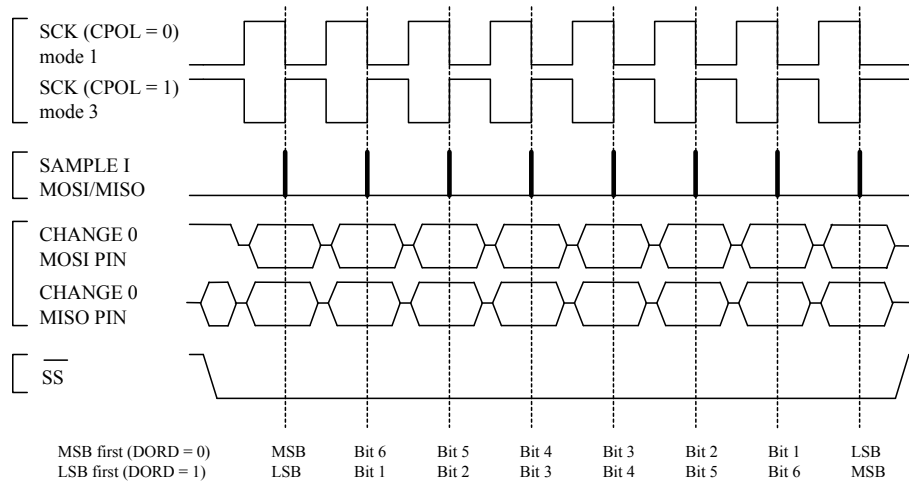 SCK (CPOL = 0)
mode 1
SCK (CPOL = 1)
mode 3
SAMPLE I
MOSI/MISO
CHANGE 0
MOSI PIN
CHANGE 0
MISO PIN
SS
MSB first (DORD = 0) MSB Bit 6 Bit 5 Bit 4 Bit 3 Bit 2 Bit 1 LSB
LSB first (DORD = 1) LSB Bit 1 Bit 2 Bit 3 Bit 4 Bit 5 Bit 6 MSB